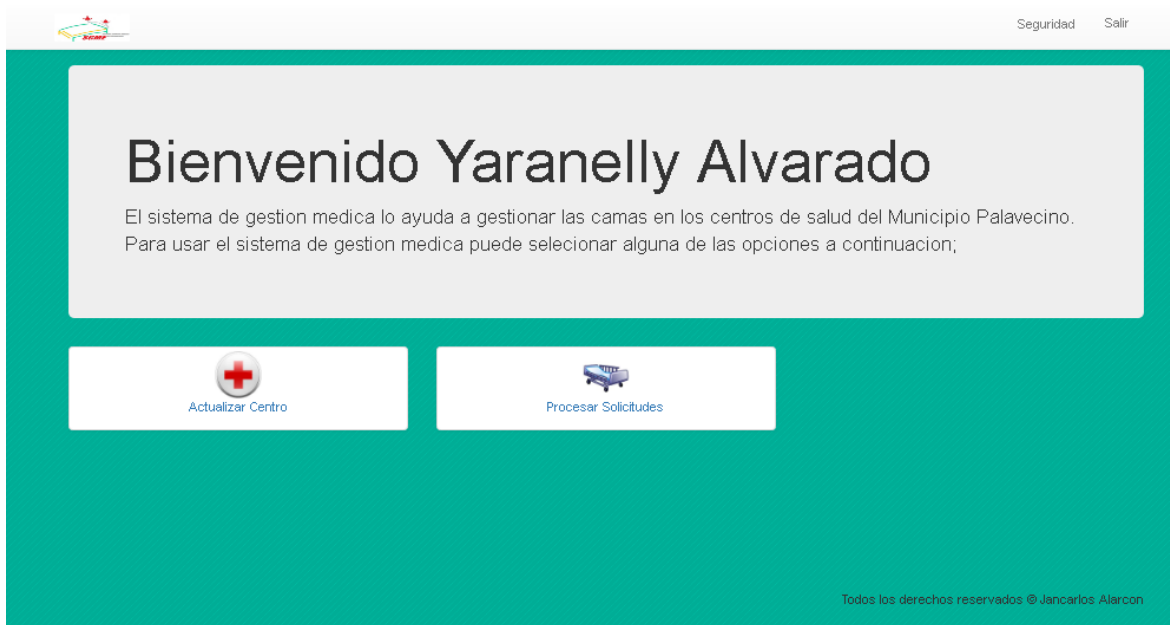 Seguridad Salir
Bienvenido Yaranelly Alvarado
El sistema de gestion medica lo ayuda a gestionar las camas en los centros de salud del Municipio Palavecino.
Para usar el sistema de gestion medica puede selecionar alguna de las opciones a continuacion;
Actualizar Centro
Procesar Solicitudes
Todos los derechos reservados © Jancarlos Alarcon